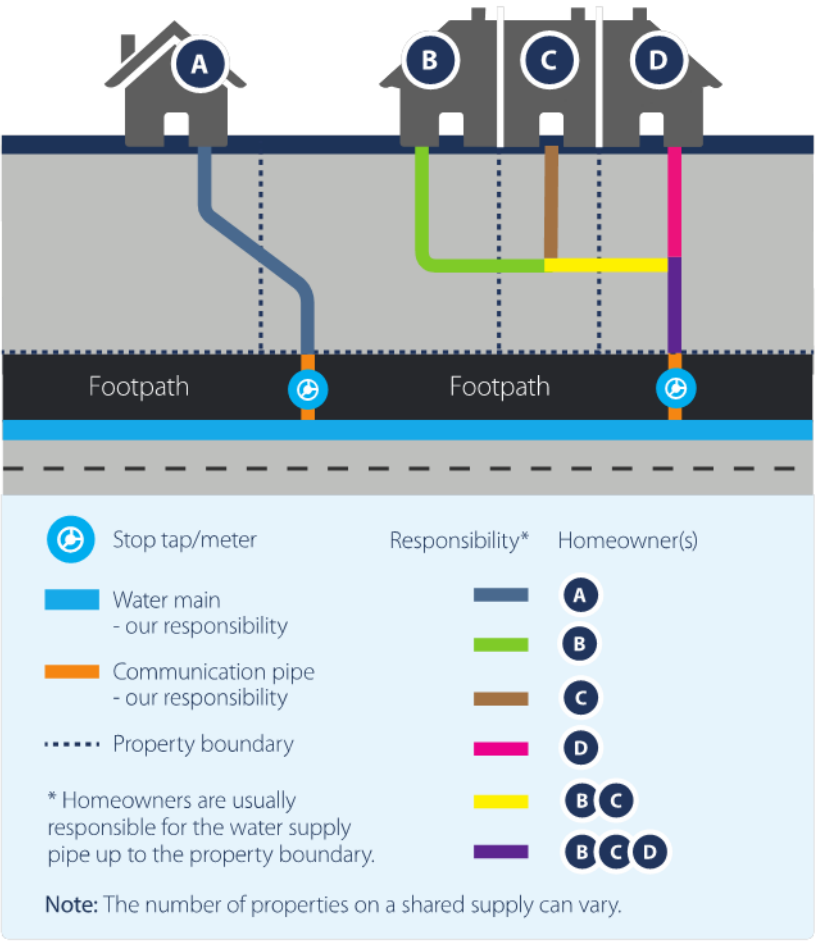 A
B
C
D
Footpath
Footpath
Stop tap/meter
Water main
- our responsibility
Communication pipe
- our responsibility
Property boundary
* Homeowners are usually
responsible for the water supply
pipe up to the property boundary.
Responsibility* Homeowner(s)
A
B
C
D
B C
B C D
Note: The number of properties on a shared supply can vary.